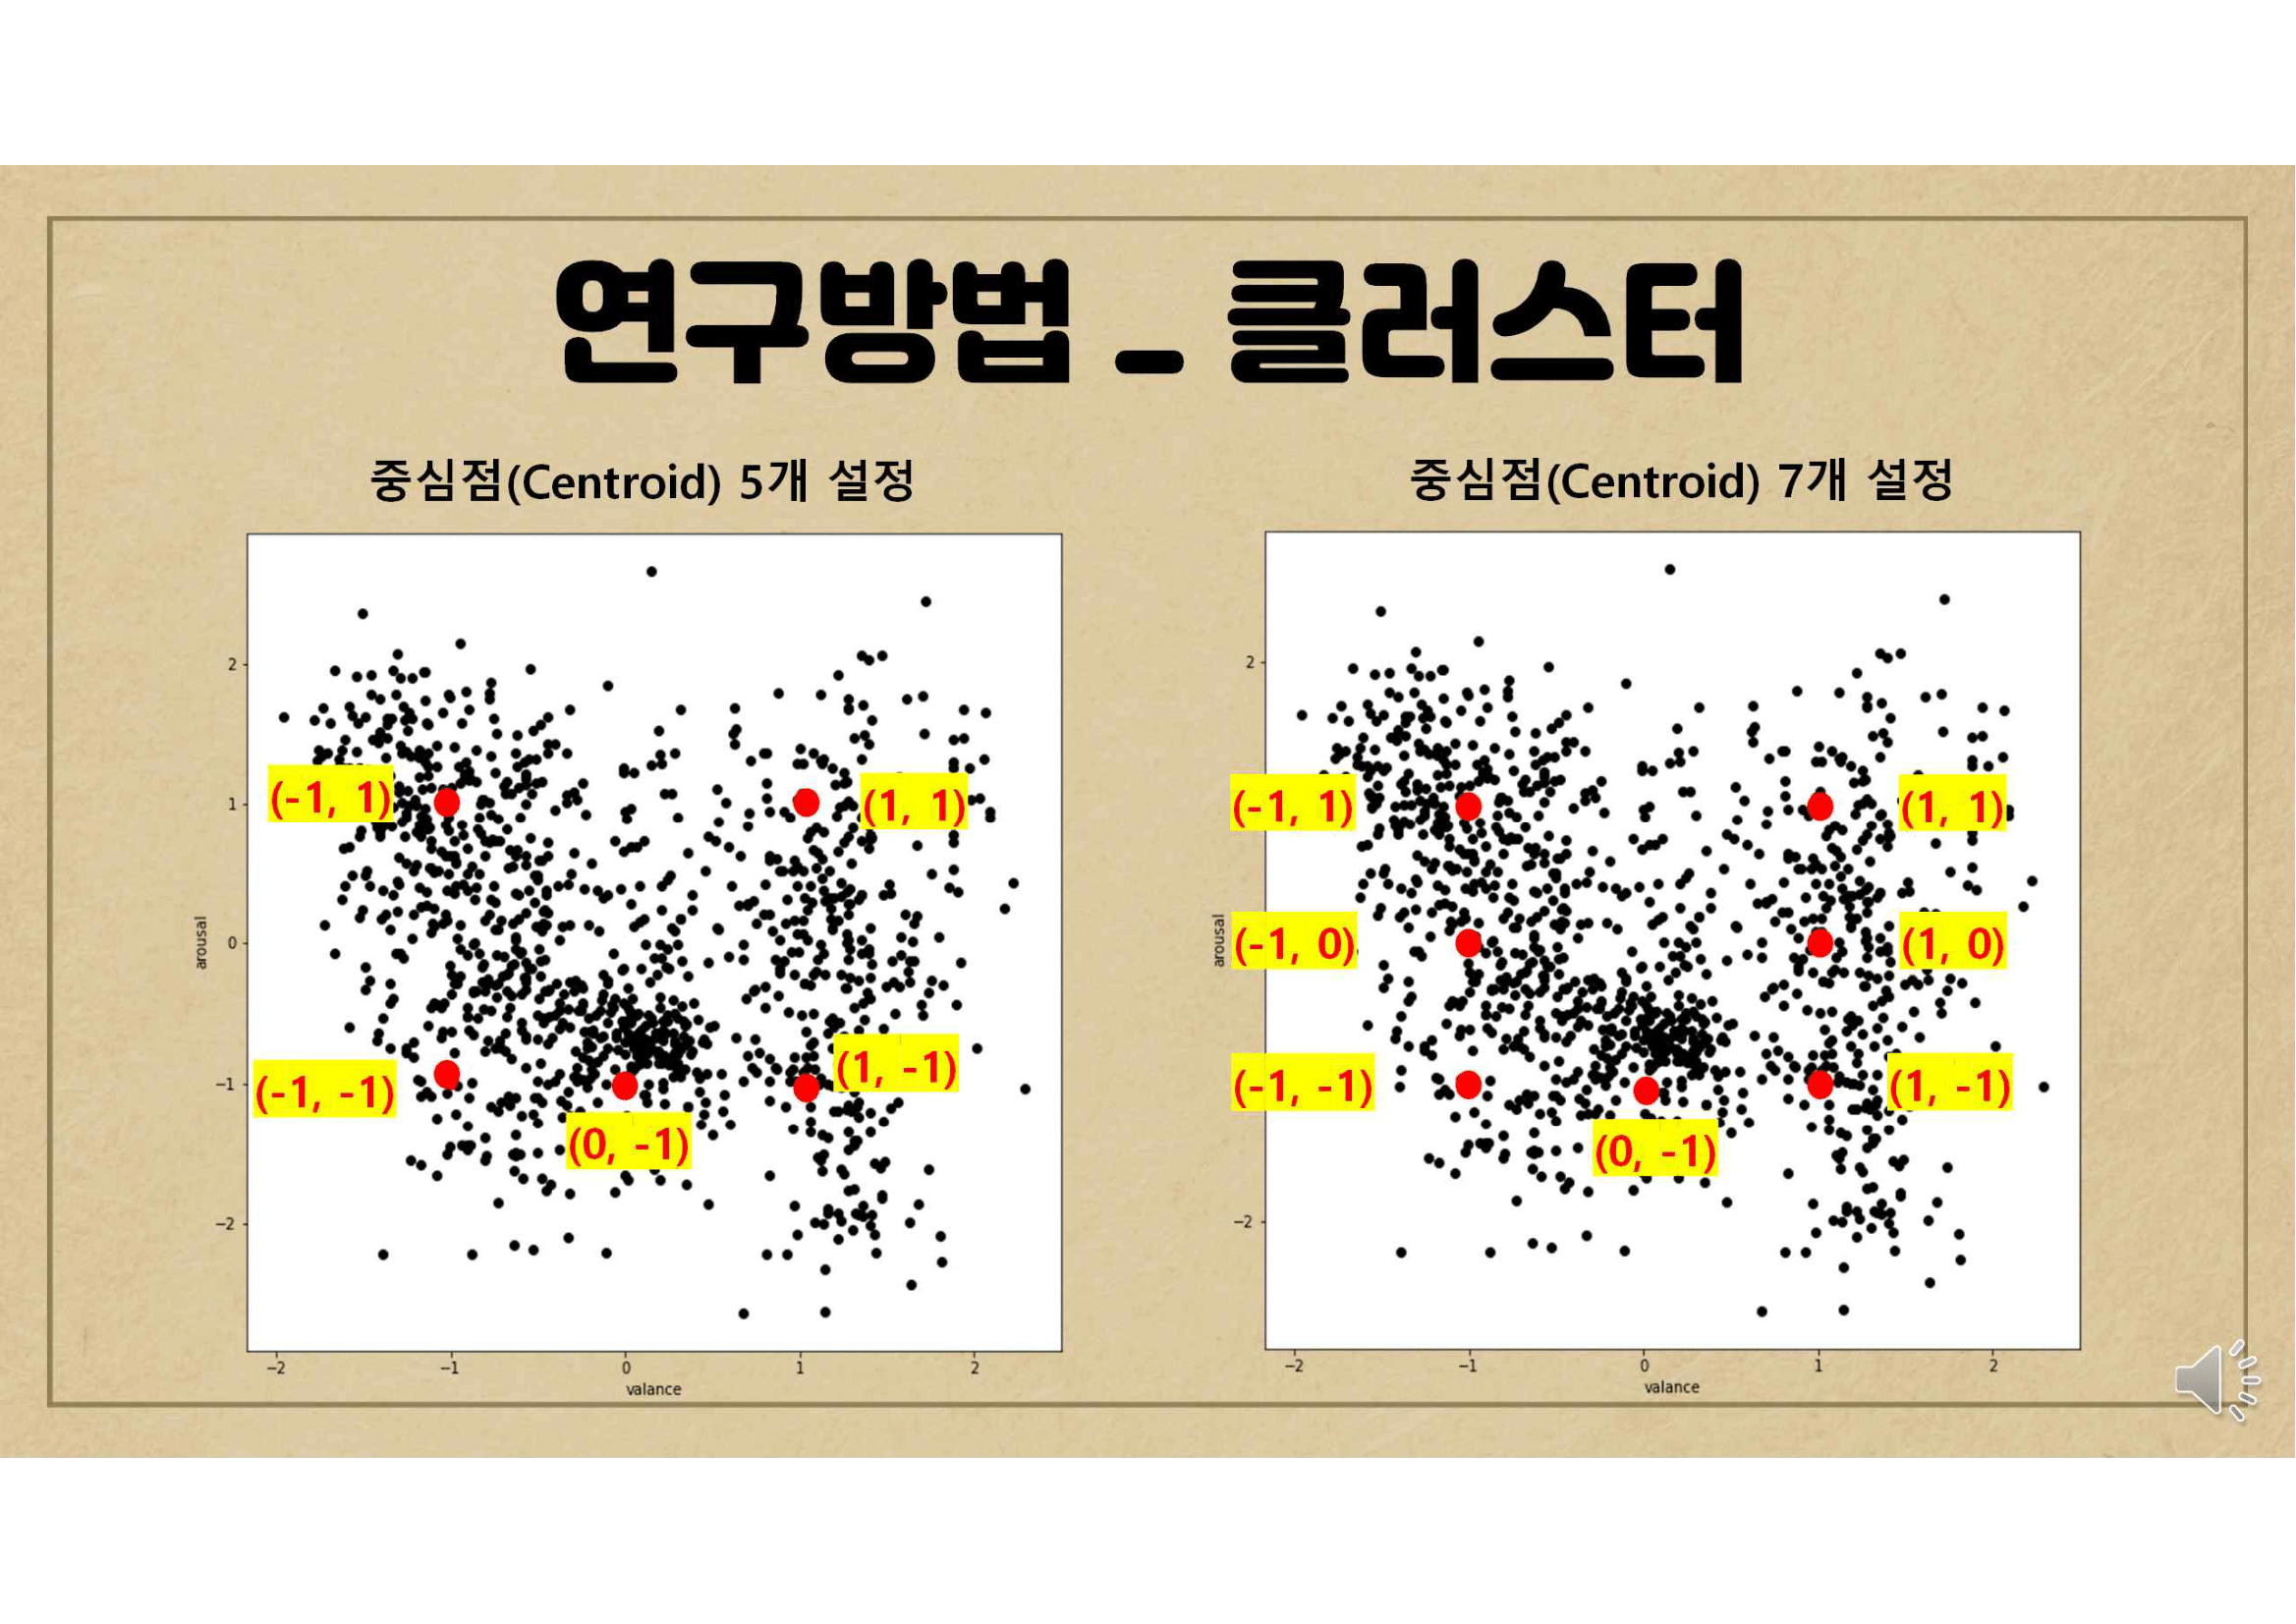 연구방법 - 클러스터
중심점(Centroid) 5개 설정
2
1
0
−1
−2
arousal
(-1, 1)
(1, 1)
(-1, -1)
(0, -1)
(1, -1)
−2 −1 0 1 2
valance
중심점(Centroid) 7개 설정
2
−2
arousal
(-1, 1)
(1, 1)
(-1, 0)
(1, 0)
(-1, -1)
(0, -1)
(1, -1)
−2 −1 0 1 2
valance